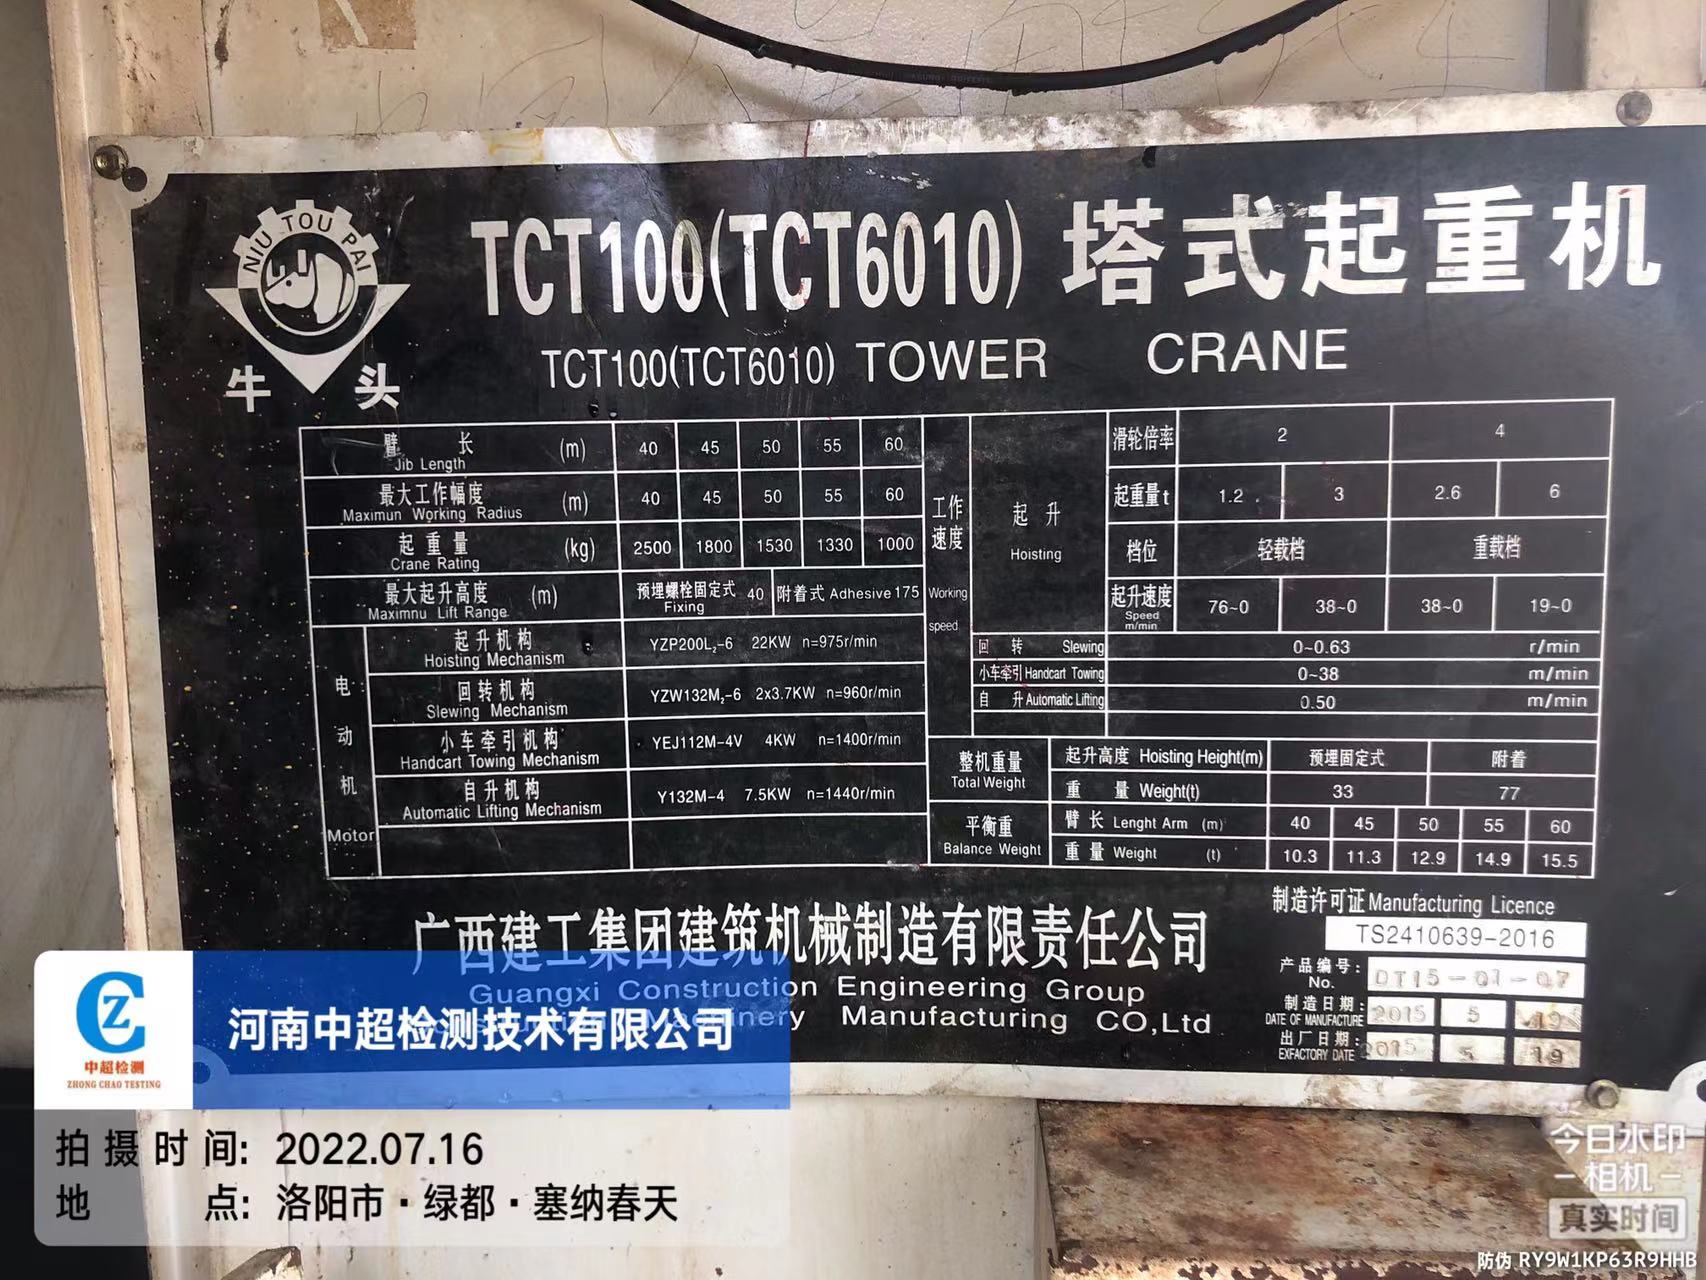 NIU TOU PAI
牛 头
TCT100(TCT6010) 塔式起重机
TCT100(TCT6010) TOWER CRANE
臂 长 (m) 40 45 50 55 60
Jib Length
最大工作幅度 (m) 40 45 50 55 60
Maximun Working Radius
起重量 (kg) 2500 1800 1530 1330 1000
Crane Rating
最大起升高度 (m) 预埋螺栓固定式 40 附着式 Adhesive 175
Maximnu Lift Range Fixing
电动机
Motor
起升机构 YZP200L₂-6 22KW n=975r/min
Hoisting Mechanism
回转机构 YZW132M₂-6 2x3.7KW n=960r/min
Slewing Mechanism
小车牵引机构 YEJ112M-4V 4KW n=1400r/min
Handcart Towing Mechanism
自升机构 Y132M-4 7.5KW n=1440r/min
Automatic Lifting Mechanism
工作速度
Working speed
起升
Hoisting
滑轮倍率 2 4
起重量t 1.2 3 2.6 6
档位 轻载档 重载档
起升速度 76~0 38~0 38~0 19~0
Speed
m/min
回转 Slewing 0~0.63 r/min
小车牵引 Handcart Towing 0~38 m/min
自升 Automatic Lifting 0.50 m/min
整机重量
Total Weight
起升高度 Hoisting Height(m) 预埋固定式 附着
重量 Weight(t) 33 77
平衡重
Balance Weight
臂长 Lenght Arm (m) 40 45 50 55 60
重量 Weight (t) 10.3 11.3 12.9 14.9 15.5
广西建工集团建筑机械制造有限责任公司
Guangxi Construction Engineering Group
Machinery Manufacturing CO,Ltd
制造许可证 Manufacturing Licence
TS2410639-2016
产品编号: DT15-01-07
No.
制造日期: 2015 5 19
DATE OF MANUFACTURE
出厂日期: 2015 5 19
EXFACTORY DATE
中超检测
ZHONG CHAO TESTING
河南中超检测技术有限公司
拍摄时间: 2022.07.16
地 点: 洛阳市·绿都·塞纳春天
今日水印
-相机-
真实时间
防伪 RY9W1KP63R9HHB